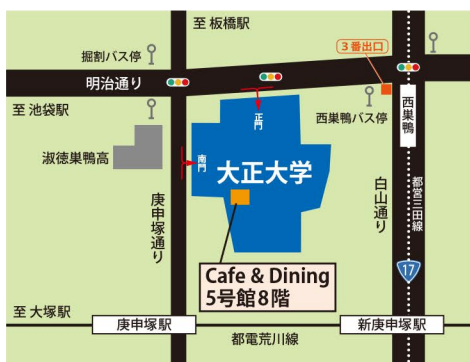 至 板橋駅
掘割バス停
3番出口
明治通り
至 池袋駅
正門
西巣鴨バス停
西巣鴨
淑徳巣鴨高
南門
大正大学
庚申塚通り
白山通り
都営三田線
17
Cafe & Dining
5号館8階
至 大塚駅
庚申塚駅
都電荒川線
新庚申塚駅